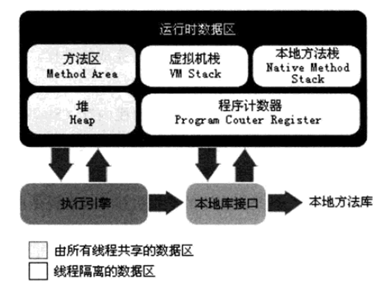 运行时数据区
方法区
Method Area
虚拟机栈
VM Stack
本地方法栈
Native Method
Stack
堆
Heap
程序计数器
Program Couter Register
执行引擎
本地库接口
本地方法库
由所有线程共享的数据区
线程隔离的数据区